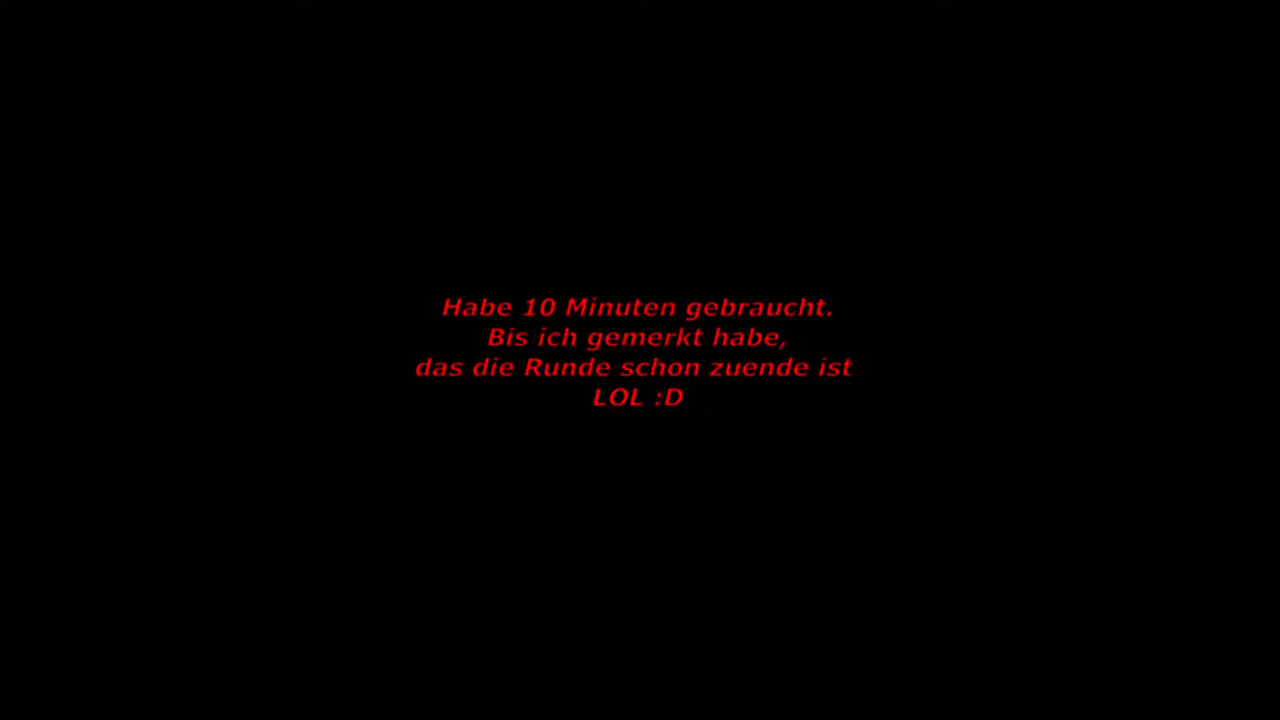 Habe 10 Minuten gebraucht.
Bis ich gemerkt habe,
das die Runde schon zuende ist
LOL :D